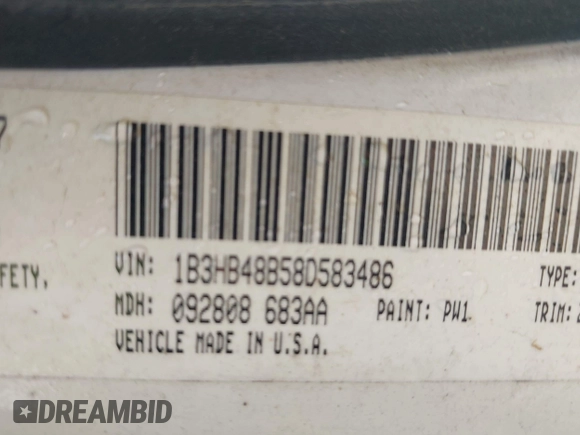 VIN: 1B3HB48B58D583486 TYPE:
FETY,
MDH: 092808 683AA PAINT: PW1 TRIM:
VEHICLE MADE IN U.S.A.
DREAMBID